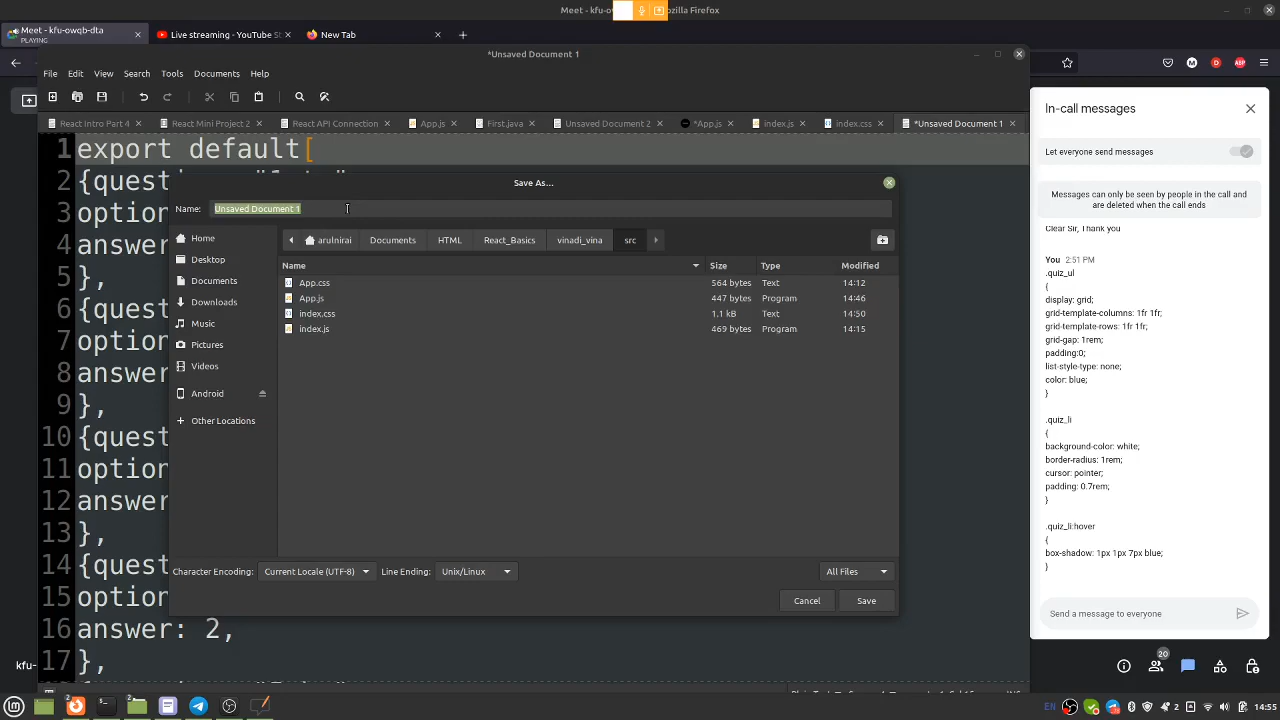 Meet - kfu-ow
ozilla Firefox
Meet - kfu-owqb-dta
PLAYING
Live streaming - YouTube S
New Tab
*Unsaved Document 1
File Edit View Search Tools Documents Help
React Intro Part 4
React Mini Project 2
React API Connection
App.js
First.java
Unsaved Document 2
*App.js
index.js
index.css
*Unsaved Document 1
1 export default[
2 {quest
3 option
4 answer
5 },
6 {quest
7 option
8 answer
9 },
10 {quest
11 option
12 answer
13 },
14 {quest
15 option
16 answer: 2,
17 },
Save As...
Name: Unsaved Document 1
arulnirai Documents HTML React_Basics vinadi_vina src
Home
Desktop
Documents
Downloads
Music
Pictures
Videos
Android
Other Locations
Name Size Type Modified
App.css 564 bytes Text 14:12
App.js 447 bytes Program 14:46
index.css 1.1 kB Text 14:50
index.js 469 bytes Program 14:15
Character Encoding: Current Locale (UTF-8) Line Ending: Unix/Linux All Files
Cancel Save
In-call messages
Let everyone send messages
Messages can only be seen by people in the call and
are deleted when the call ends
Clear Sir, Thank you
You 2:51 PM
.quiz_ul
{
display: grid;
grid-template-columns: 1fr 1fr;
grid-template-rows: 1fr 1fr;
grid-gap: 1rem;
padding:0;
list-style-type: none;
color: blue;
}
.quiz_li
{
background-color: white;
border-radius: 1rem;
cursor: pointer;
padding: 0.7rem;
}
.quiz_li:hover
{
box-shadow: 1px 1px 7px blue;
}
Send a message to everyone
20
kfu-
EN
2
14:55